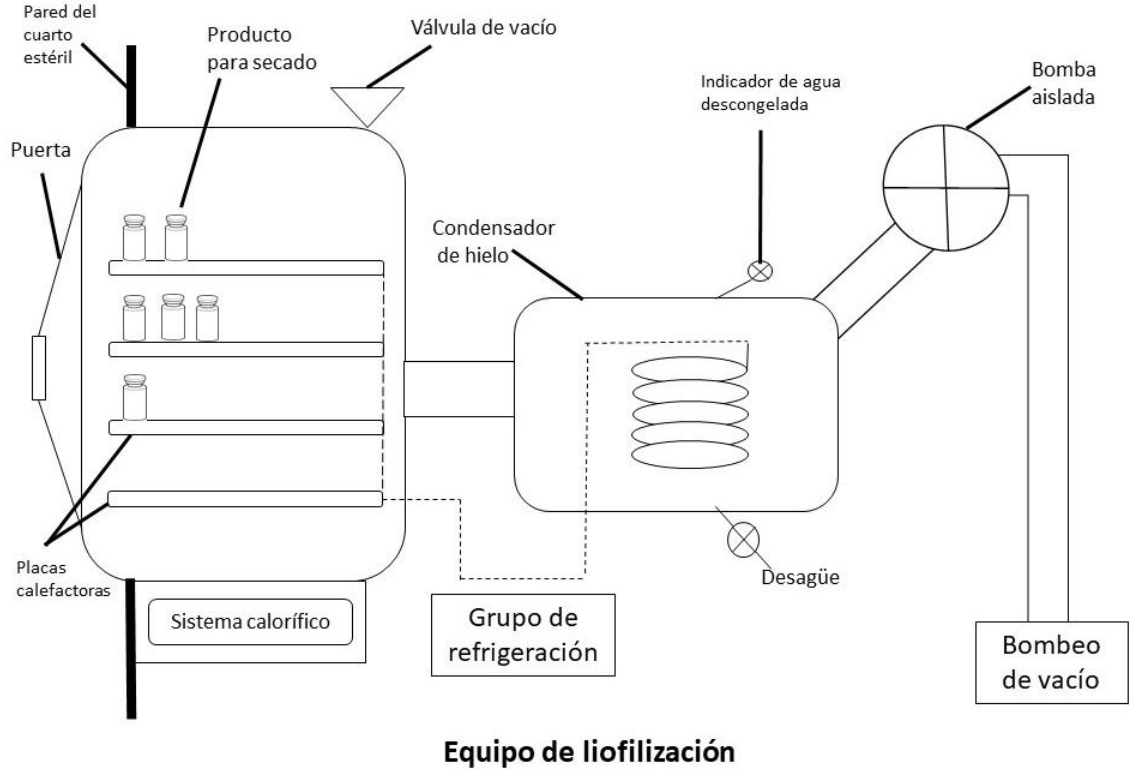 Pared del
cuarto
estéril
Producto
para secado
Válvula de vacío
Indicador de agua
descongelada
Bomba
aislada
Puerta
Condensador
de hielo
Placas
calefactoras
Sistema calorífico
Desagüe
Grupo de
refrigeración
Bombeo
de vacío
Equipo de liofilización